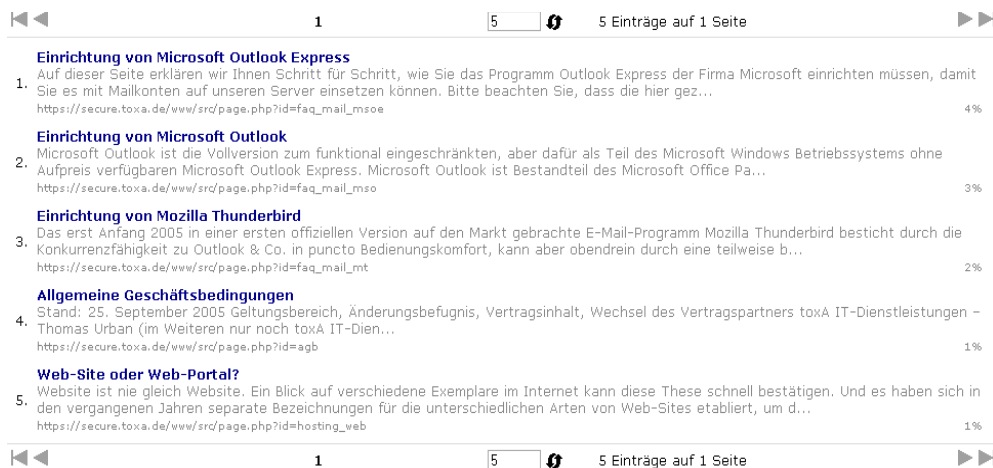 1 5 5 Einträge auf 1 Seite
Einrichtung von Microsoft Outlook Express
1. Auf dieser Seite erklären wir Ihnen Schritt für Schritt, wie Sie das Programm Outlook Express der Firma Microsoft einrichten müssen, damit
Sie es mit Mailkonten auf unseren Server einsetzen können. Bitte beachten Sie, dass die hier gez...
https://secure.toxa.de/www/src/page.php?id=faq_mail_msoe 4%
Einrichtung von Microsoft Outlook
2. Microsoft Outlook ist die Vollversion zum funktional eingeschränkten, aber dafür als Teil des Microsoft Windows Betriebssystems ohne
Aufpreis verfügbaren Microsoft Outlook Express. Microsoft Outlook ist Bestandteil des Microsoft Office Pa...
https://secure.toxa.de/www/src/page.php?id=faq_mail_mso 3%
Einrichtung von Mozilla Thunderbird
3. Das erst Anfang 2005 in einer ersten offiziellen Version auf den Markt gebrachte E-Mail-Programm Mozilla Thunderbird besticht durch die
Konkurrenzfähigkeit zu Outlook & Co. in puncto Bedienungskomfort, kann aber obendrein durch eine teilweise b...
https://secure.toxa.de/www/src/page.php?id=faq_mail_mt 2%
Allgemeine Geschäftsbedingungen
4. Stand: 25. September 2005 Geltungsbereich, Änderungsbefugnis, Vertragsinhalt, Wechsel des Vertragspartners toxA IT-Dienstleistungen –
Thomas Urban (im Weiteren nur noch toxA IT-Dien...
https://secure.toxa.de/www/src/page.php?id=agb 1%
Web-Site oder Web-Portal?
5. Website ist nie gleich Website. Ein Blick auf verschiedene Exemplare im Internet kann diese These schnell bestätigen. Und es haben sich in
den vergangenen Jahren separate Bezeichnungen für die unterschiedlichen Arten von Web-Sites etabliert, um d...
https://secure.toxa.de/www/src/page.php?id=hosting_web 1%
1 5 5 Einträge auf 1 Seite